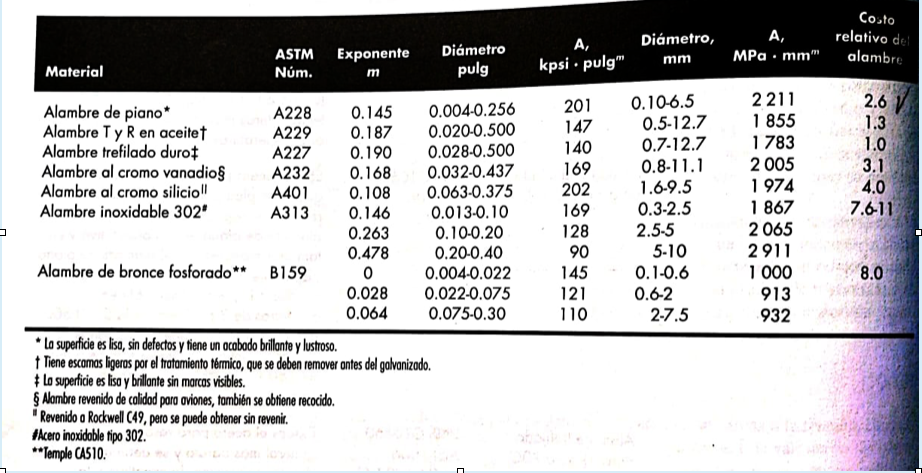 Material ASTM Núm. Exponente m Diámetro pulg A, kpsi · pulgᵐ Diámetro, mm A, MPa · mmᵐ Costo relativo del alambre
Alambre de piano* A228 0.145 0.004-0.256 201 0.10-6.5 2 211 2.6
Alambre T y R en aceite† A229 0.187 0.020-0.500 147 0.5-12.7 1 855 1.3
Alambre trefilado duro‡ A227 0.190 0.028-0.500 140 0.7-12.7 1 783 1.0
Alambre al cromo vanadio§ A232 0.168 0.032-0.437 169 0.8-11.1 2 005 3.1
Alambre al cromo silicio" A401 0.108 0.063-0.375 202 1.6-9.5 1 974 4.0
Alambre inoxidable 302# A313 0.146 0.013-0.10 169 0.3-2.5 1 867 7.6-11
0.263 0.10-0.20 128 2.5-5 2 065
0.478 0.20-0.40 90 5-10 2 911
Alambre de bronce fosforado** B159 0 0.004-0.022 145 0.1-0.6 1 000 8.0
0.028 0.022-0.075 121 0.6-2 913
0.064 0.075-0.30 110 2-7.5 932
* La superficie es lisa, sin defectos y tiene un acabado brillante y lustroso.
† Tiene escamas ligeras por el tratamiento térmico, que se deben remover antes del galvanizado.
‡ La superficie es lisa y brillante sin marcas visibles.
§ Alambre revenido de calidad para aviones, también se obtiene recocido.
" Revenido a Rockwell C49, pero se puede obtener sin revenir.
#Acero inoxidable tipo 302.
**Temple CA510.